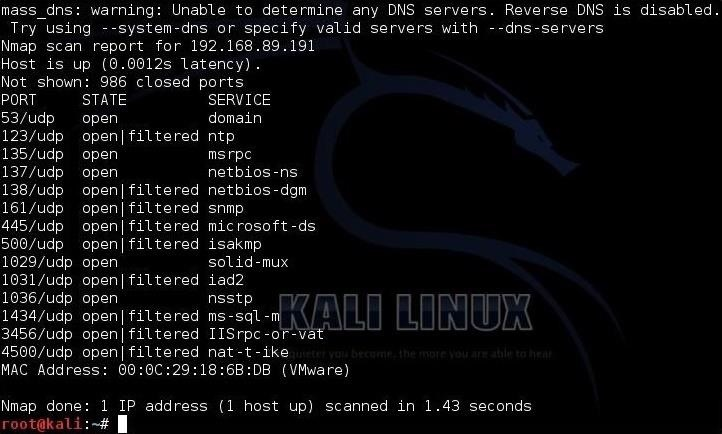 mass_dns: warning: Unable to determine any DNS servers. Reverse DNS is disabled.
 Try using --system-dns or specify valid servers with --dns-servers
Nmap scan report for 192.168.89.191
Host is up (0.0012s latency).
Not shown: 986 closed ports
PORT     STATE         SERVICE
53/udp   open          domain
123/udp  open|filtered ntp
135/udp  open          msrpc
137/udp  open          netbios-ns
138/udp  open|filtered netbios-dgm
161/udp  open|filtered snmp
445/udp  open|filtered microsoft-ds
500/udp  open|filtered isakmp
1029/udp open          solid-mux
1031/udp open|filtered iad2
1036/udp open          nsstp
1434/udp open|filtered ms-sql-m
3456/udp open|filtered IISrpc-or-vat
4500/udp open|filtered nat-t-ike
MAC Address: 00:0C:29:18:6B:DB (VMware)
Nmap done: 1 IP address (1 host up) scanned in 1.43 seconds
root@kali:~#
KALI LINUX
quieter you become, the more you are able to hear